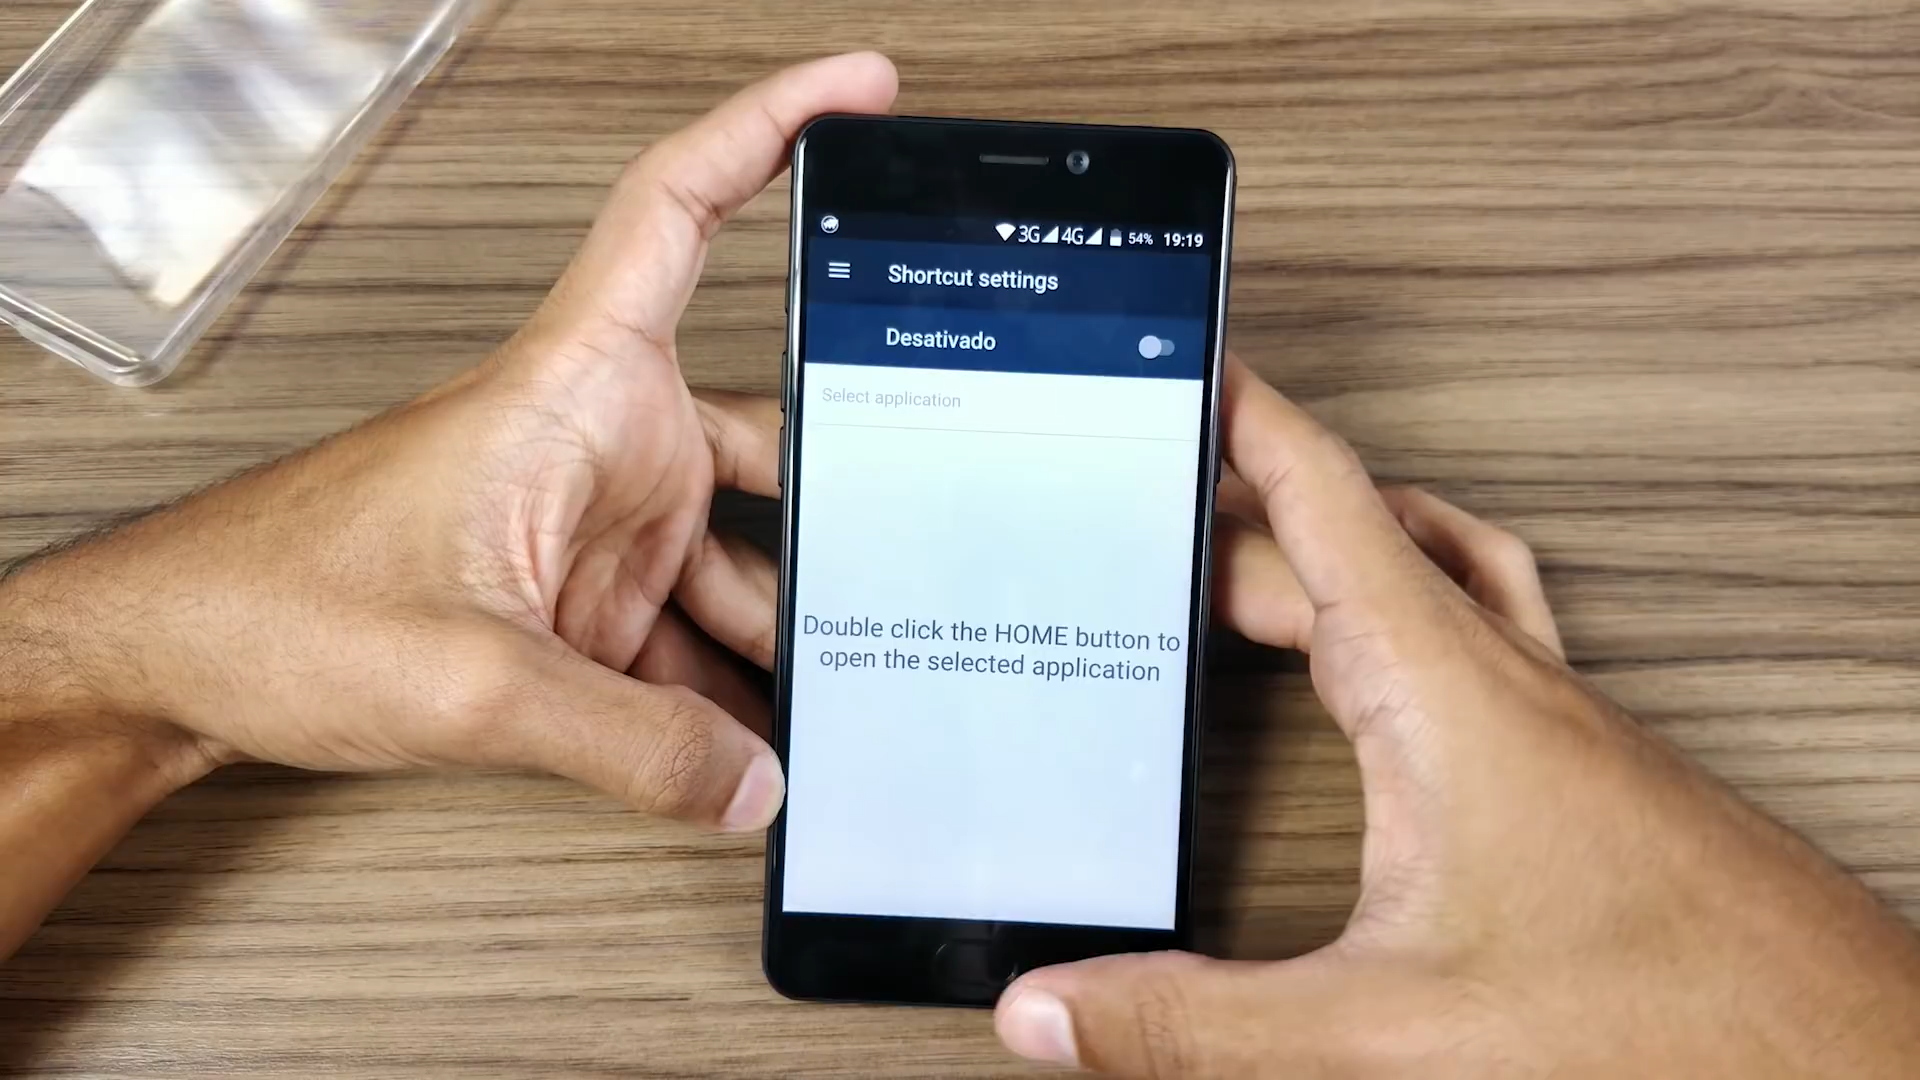 3G 4G 54% 19:19
Shortcut settings
Desativado
Select application
Double click the HOME button to
open the selected application